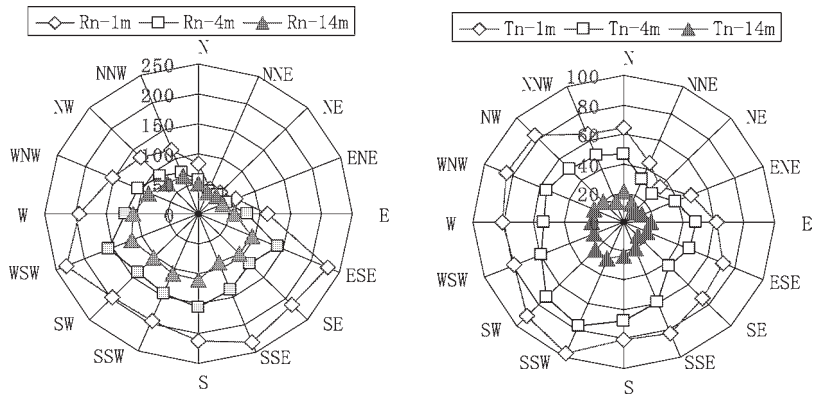 Rn-1m Rn-4m Rn-14m
N
NNE
NE
ENE
E
ESE
SE
SSE
S
SSW
SW
WSW
W
WNW
NW
NNW
250
200
150
100
0
Tn-1m Tn-4m Tn-14m
N
NNE
NE
ENE
E
ESE
SE
SSE
S
SSW
SW
WSW
W
WNW
NW
NNW
100
80
60
40
20